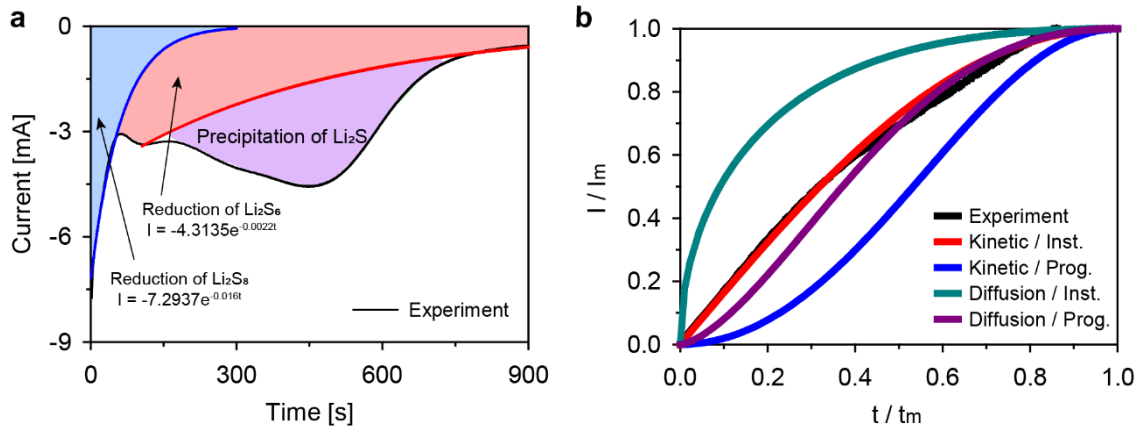 a
0
-3
-6
-9
Current [mA]
Precipitation of Li₂S
Reduction of Li₂S₆
I = -4.3135e^-0.0022t
Reduction of Li₂S₈
I = -7.2937e^-0.016t
Experiment
0
300
600
900
Time [s]
b
1.0
0.8
0.6
0.4
0.2
0.0
I / Im
Experiment
Kinetic / Inst.
Kinetic / Prog.
Diffusion / Inst.
Diffusion / Prog.
0.0
0.2
0.4
0.6
0.8
1.0
t / tm